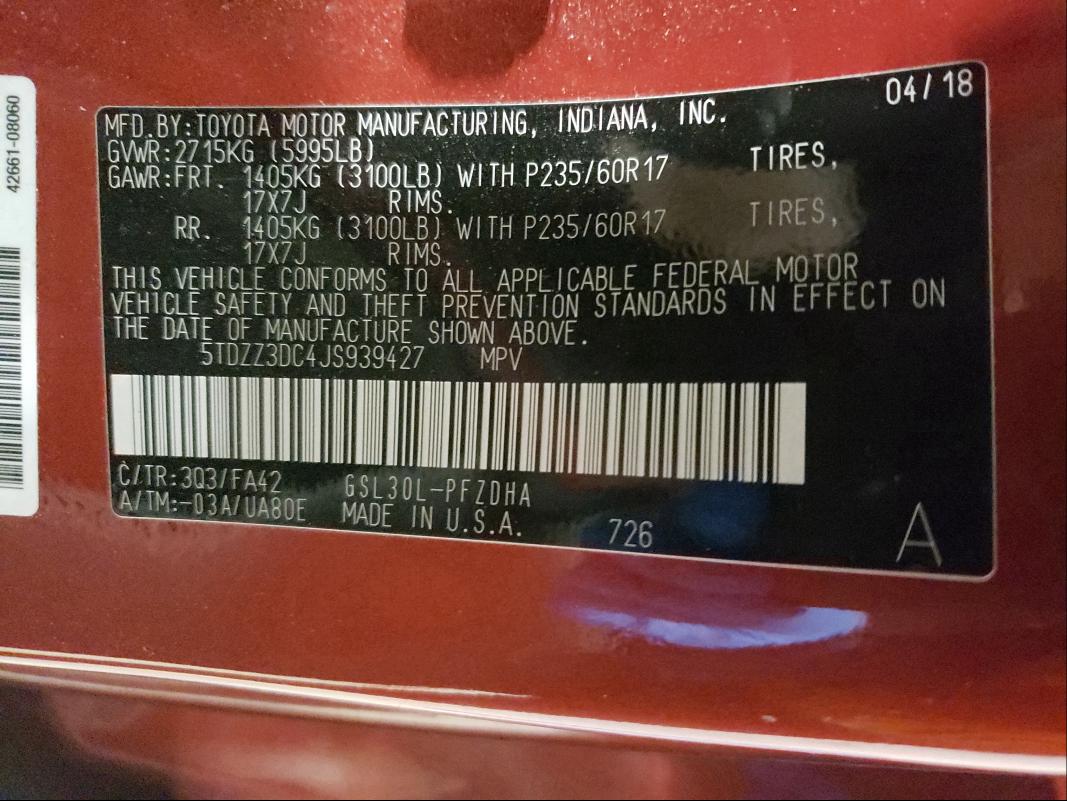 42661-08060
04/18
MFD.BY:TOYOTA MOTOR MANUFACTURING, INDIANA, INC.
GVWR:2715KG (5995LB)
GAWR:FRT. 1405KG (3100LB) WITH P235/60R17 TIRES,
17X7J RIMS.
RR. 1405KG (3100LB) WITH P235/60R17 TIRES,
17X7J RIMS.
THIS VEHICLE CONFORMS TO ALL APPLICABLE FEDERAL MOTOR
VEHICLE SAFETY AND THEFT PREVENTION STANDARDS IN EFFECT ON
THE DATE OF MANUFACTURE SHOWN ABOVE.
5TDZZ3DC4JS939427 MPV
C/TR:3Q3/FA42 GSL30L-PFZDHA
A/TM:-03A/UA80E MADE IN U.S.A. 726 A